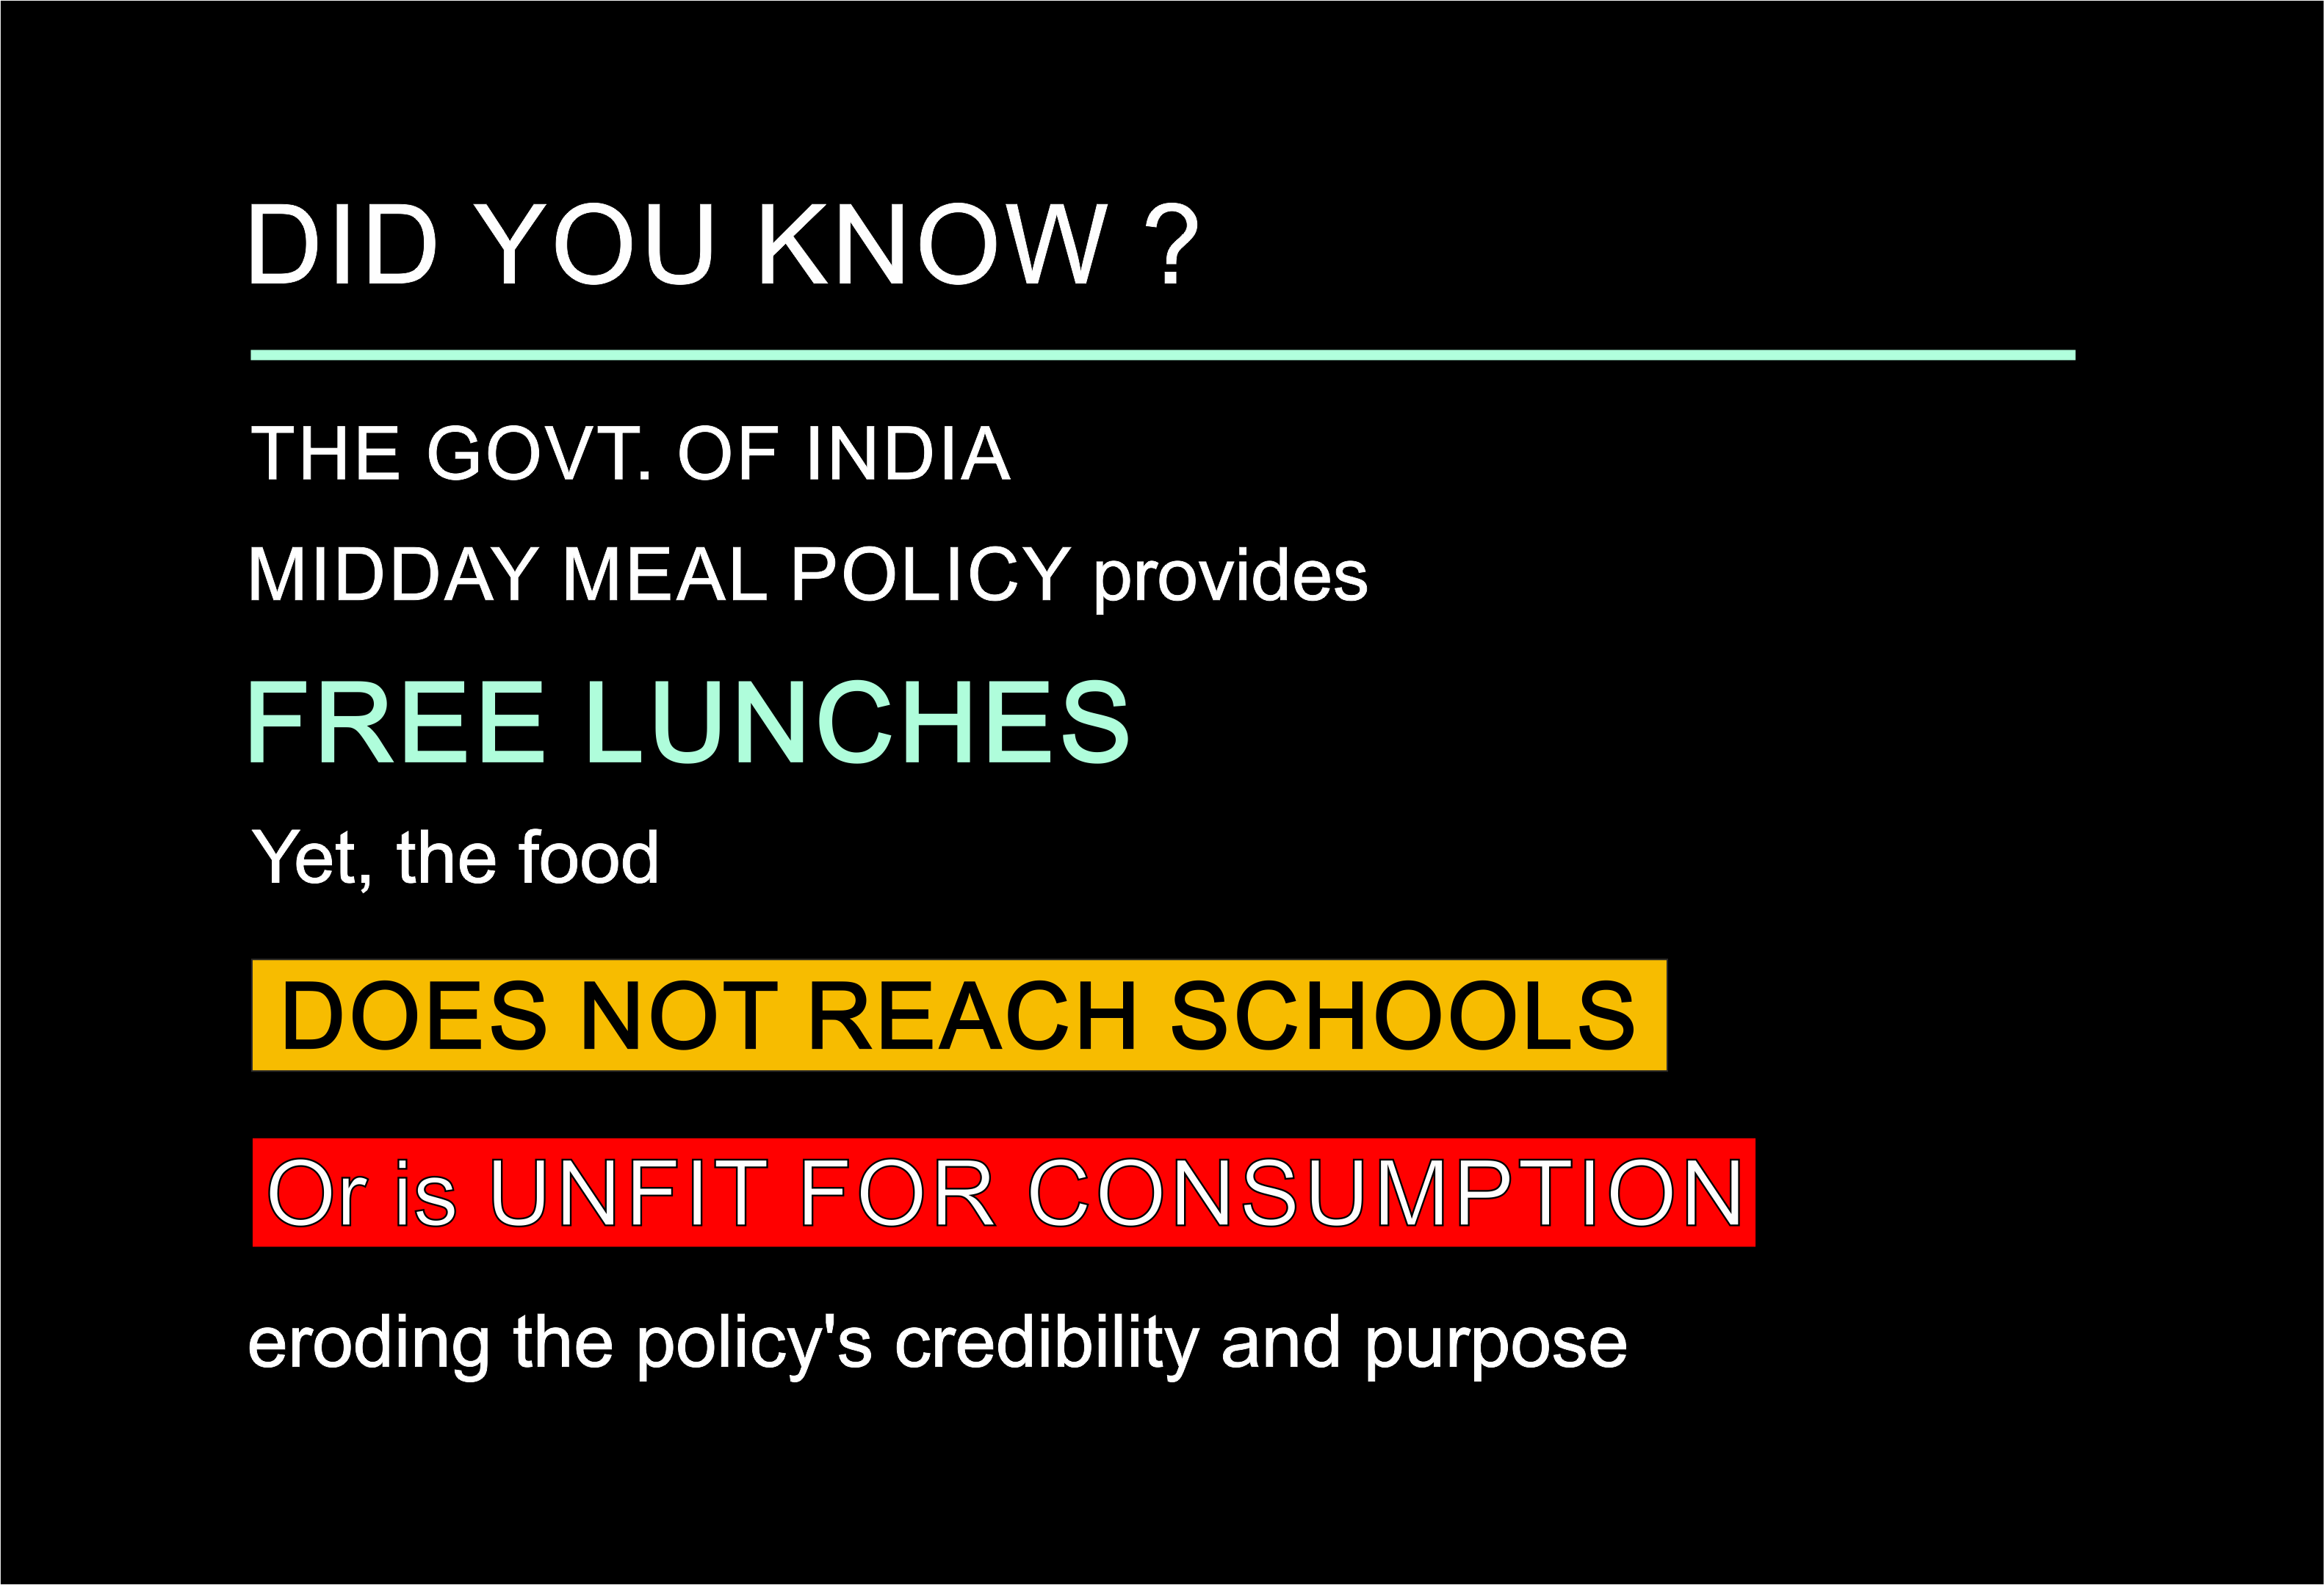 DID YOU KNOW ?
THE GOVT. OF INDIA
MIDDAY MEAL POLICY provides
FREE LUNCHES
Yet, the food
DOES NOT REACH SCHOOLS
Or is UNFIT FOR CONSUMPTION
eroding the policy's credibility and purpose